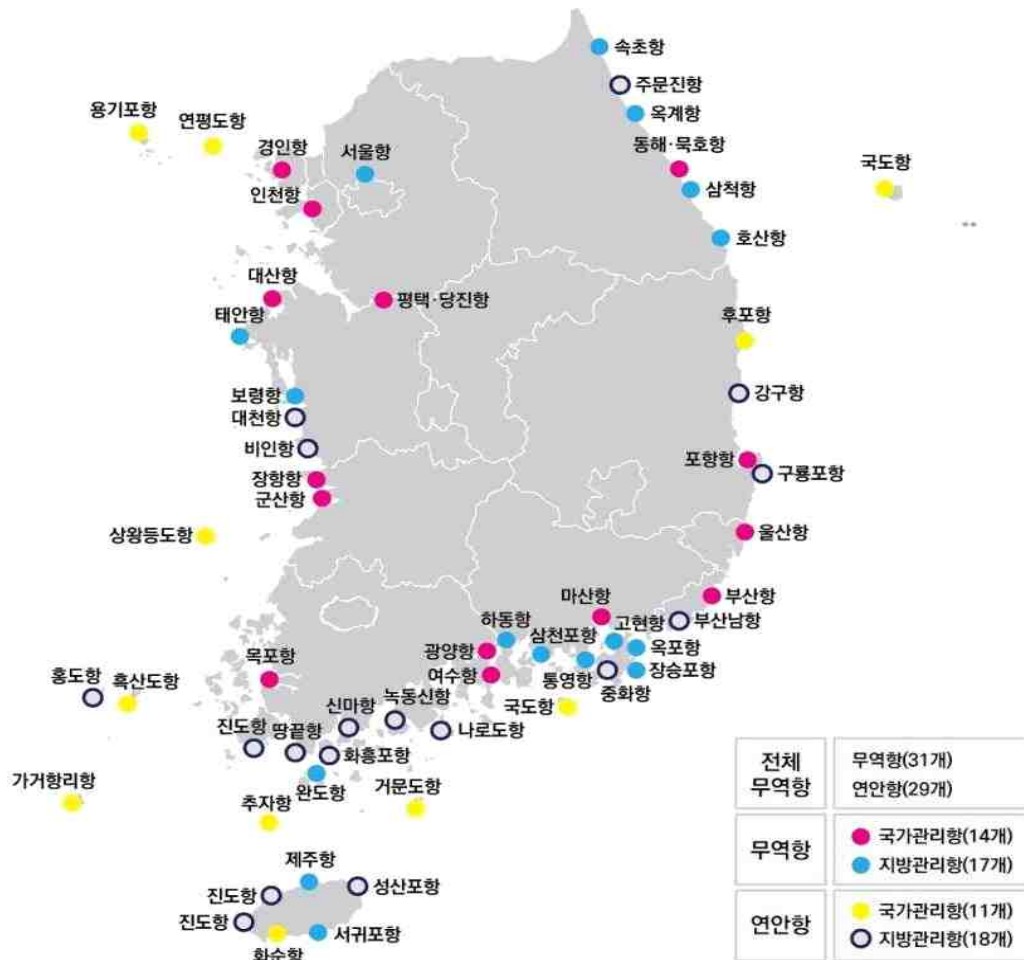 속초항
주문진항
옥계항
용기포항
연평도항
경인항
서울항
동해·묵호항
국도항
인천항
삼척항
호산항
대산항
평택·당진항
태안항
후포항
보령항
강구항
대천항
비인항
포항항
구룡포항
장항항
군산항
상왕등도항
울산항
마산항
부산항
하동항
고현항
부산남항
삼천포항
광양항
옥포항
목포항
여수항
장승포항
홍도항
흑산도항
통영항
중화항
녹동신항
국도항
신마항
진도항
땅끝항
나로도항
화흥포항
가거항리항
완도항
거문도항
추자항
제주항
진도항
성산포항
진도항
서귀포항
화순항
전체
무역항
무역항(31개)
연안항(29개)
무역항
국가관리항(14개)
지방관리항(17개)
연안항
국가관리항(11개)
지방관리항(18개)